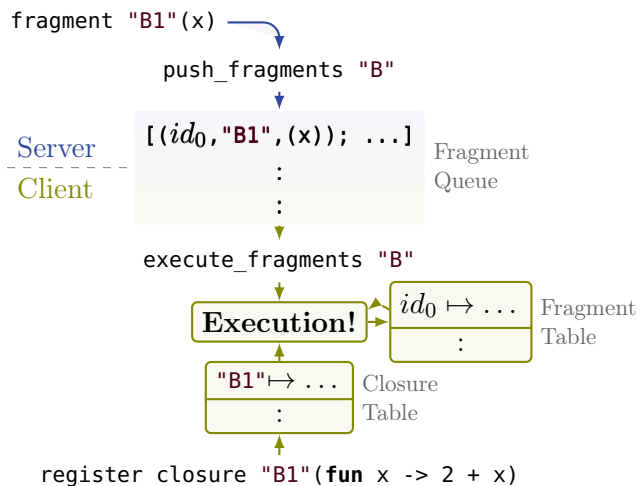 fragment "B1"(x)
push_fragments "B"
[(id0,"B1",(x)); ...]
:
:
Server
Client
Fragment
Queue
execute_fragments "B"
Execution!
id0 ↦ ...
:
Fragment
Table
"B1"↦ ...
:
Closure
Table
register closure "B1"(fun x -> 2 + x)